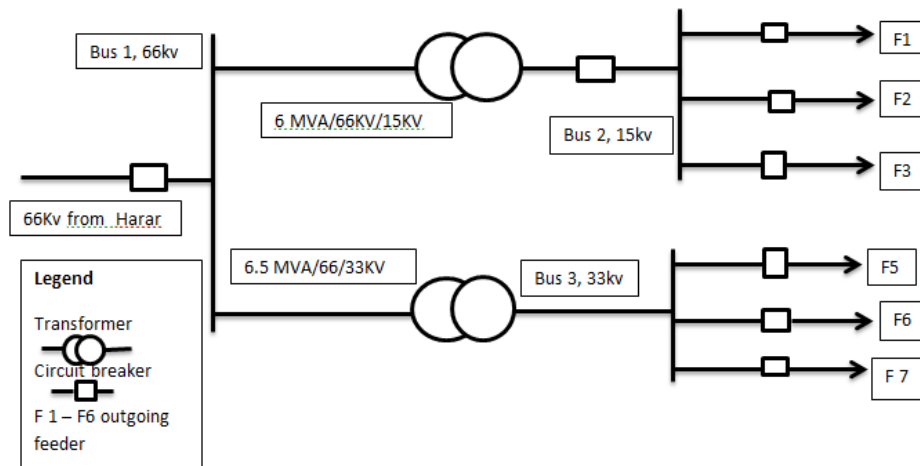 Bus 1, 66kv
6 MVA/66KV/15KV
Bus 2, 15kv
F1
F2
F3
66Kv from Harar
6.5 MVA/66/33KV
Bus 3, 33kv
F5
F6
F 7
Legend
Transformer
Circuit breaker
F 1 – F6 outgoing
feeder